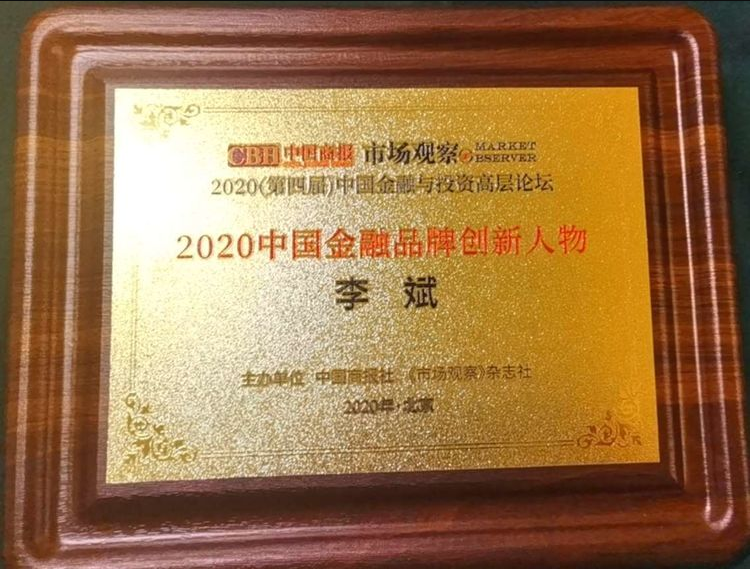 CBH 中国商报 市场观察 MARKET OBSERVER
2020(第四届)中国金融与投资高层论坛
2020中国金融品牌创新人物
李 斌
主办单位 中国商报社 《市场观察》杂志社
2020年·北京